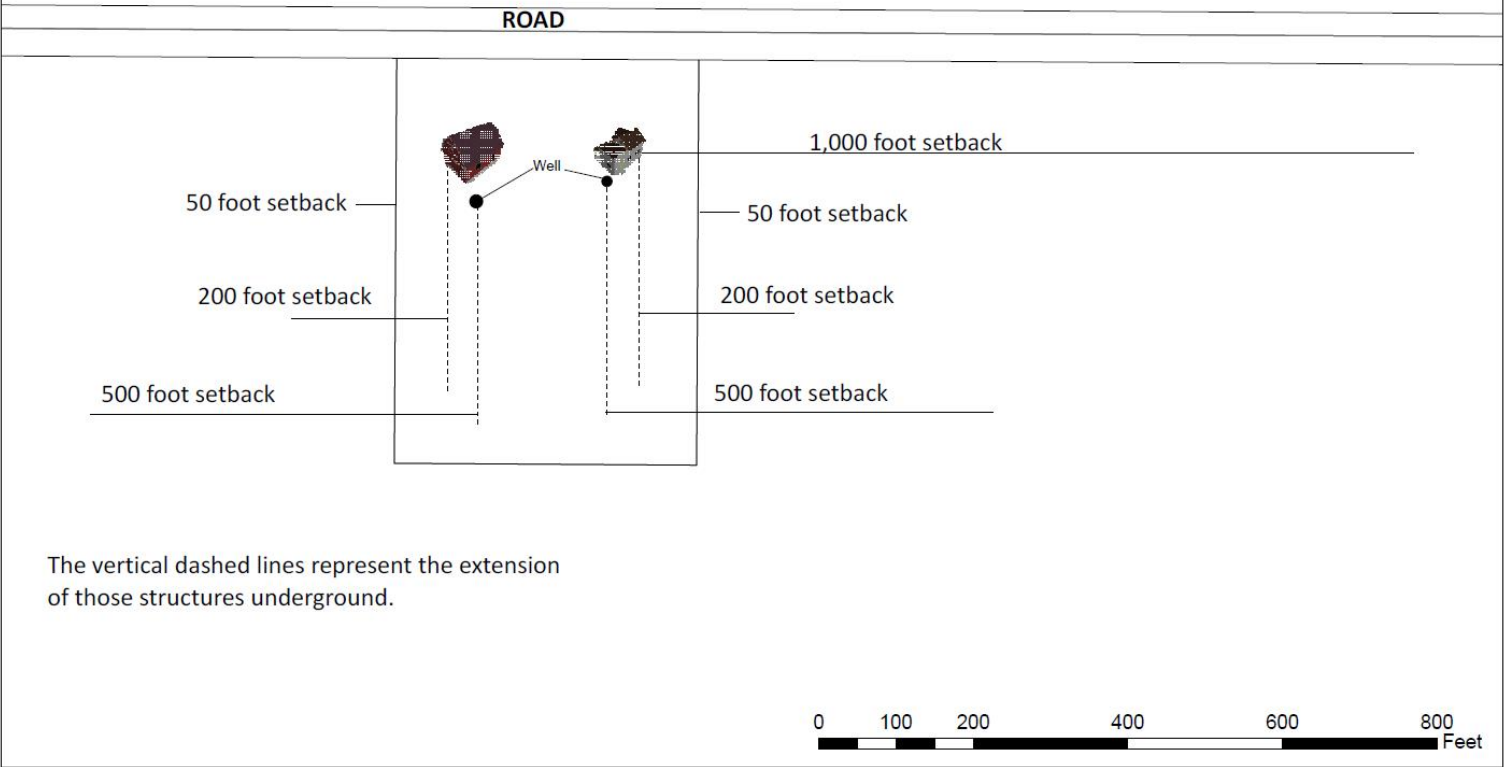 ROAD
1,000 foot setback
Well
50 foot setback
50 foot setback
200 foot setback
200 foot setback
500 foot setback
500 foot setback
The vertical dashed lines represent the extension
of those structures underground.
0 100 200 400 600 800
Feet